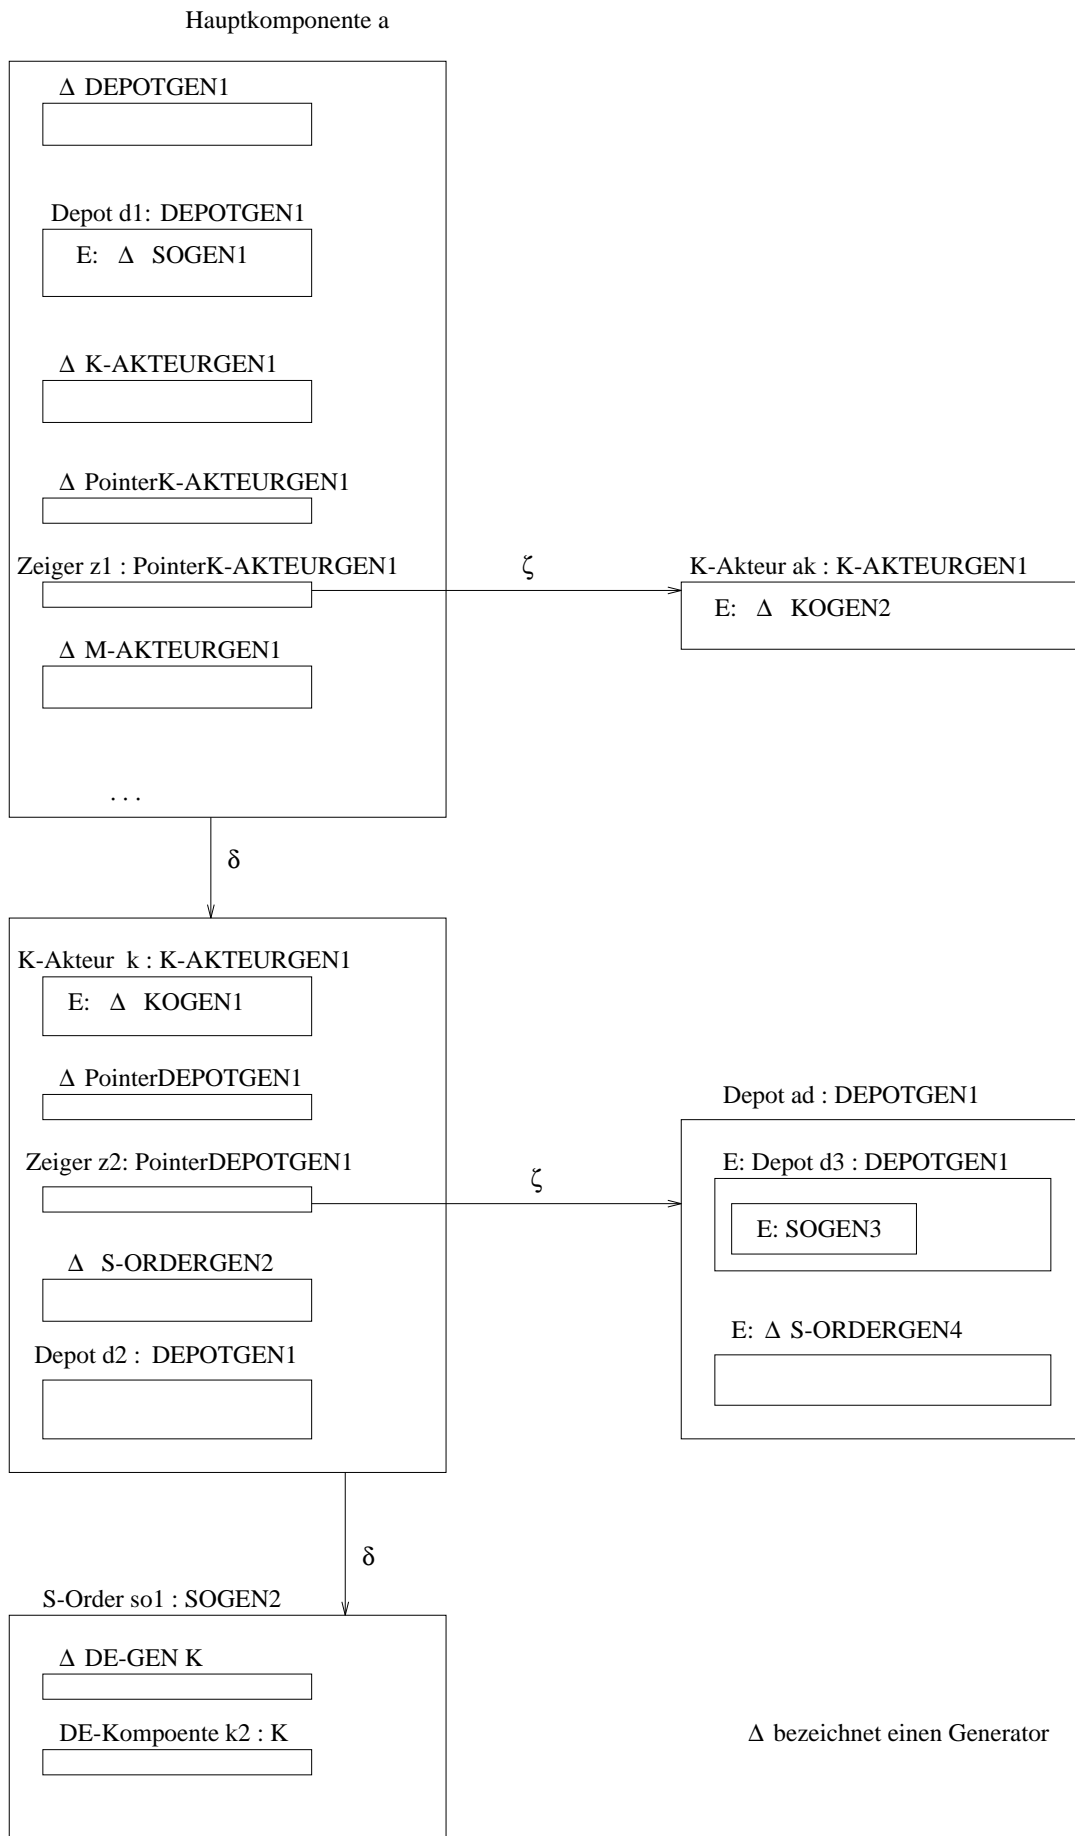 Hauptkomponente a
Δ DEPOTGEN1
Depot d1: DEPOTGEN1
E: Δ SOGEN1
Δ K-AKTEURGEN1
Δ PointerK-AKTEURGEN1
Zeiger z1 : PointerK-AKTEURGEN1
ζ
K-Akteur ak : K-AKTEURGEN1
E: Δ KOGEN2
Δ M-AKTEURGEN1
. . .
δ
K-Akteur k : K-AKTEURGEN1
E: Δ KOGEN1
Δ PointerDEPOTGEN1
Depot ad : DEPOTGEN1
Zeiger z2: PointerDEPOTGEN1
ζ
E: Depot d3 : DEPOTGEN1
E: SOGEN3
Δ S-ORDERGEN2
E: Δ S-ORDERGEN4
Depot d2 : DEPOTGEN1
δ
S-Order so1 : SOGEN2
Δ DE-GEN K
DE-Kompoente k2 : K
Δ bezeichnet einen Generator